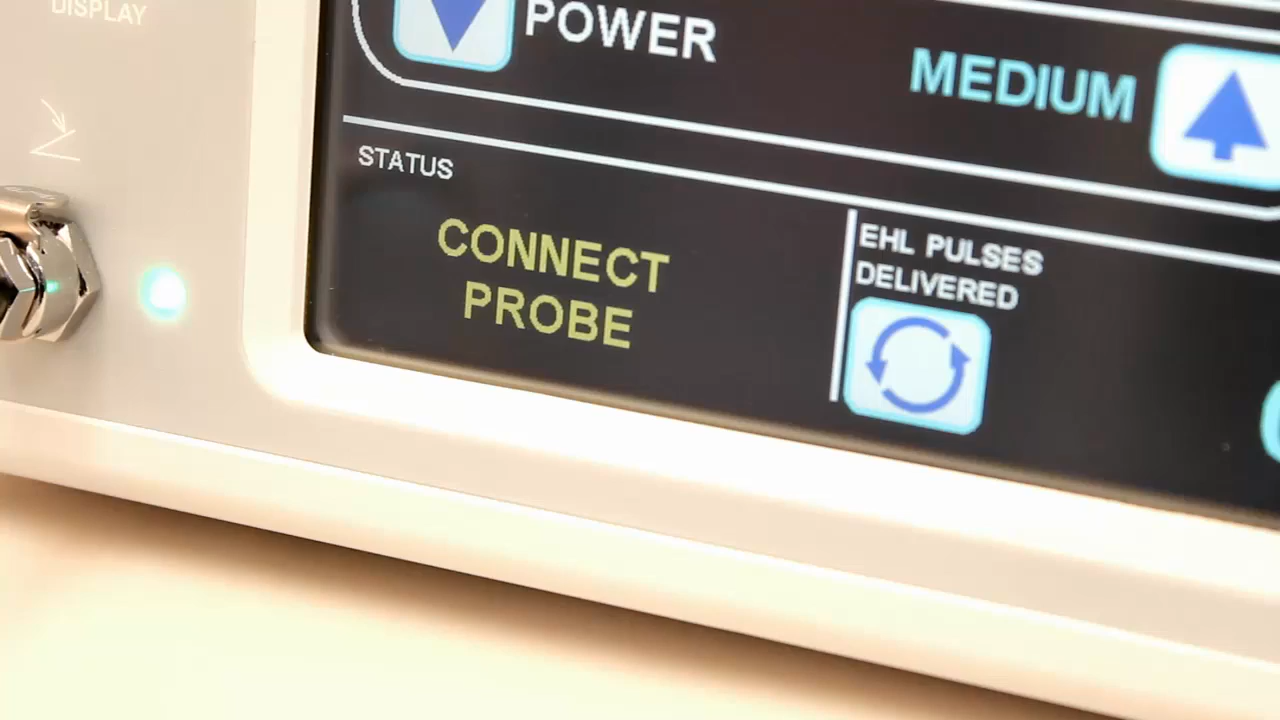 DISPLAY
POWER
MEDIUM
STATUS
CONNECT
PROBE
EHL PULSES
DELIVERED